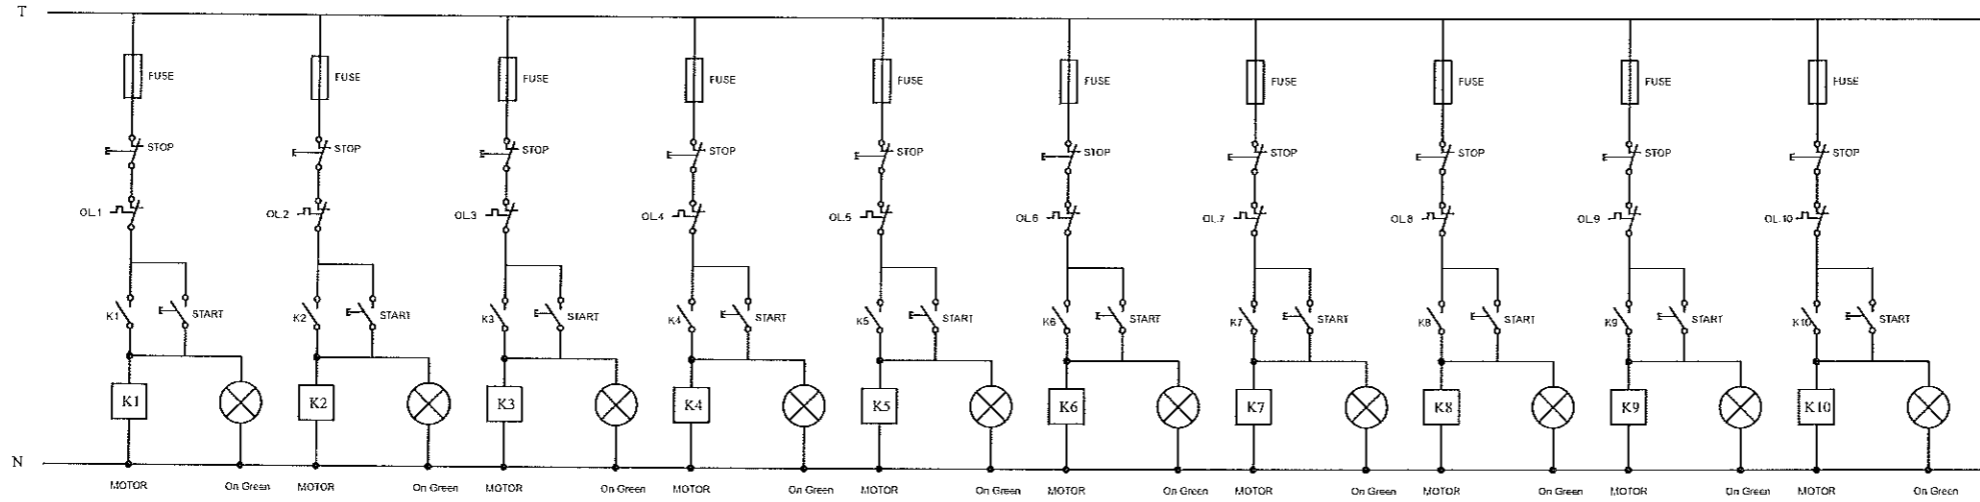 T
FUSE FUSE FUSE FUSE FUSE FUSE FUSE FUSE FUSE FUSE
STOP STOP STOP STOP STOP STOP STOP STOP STOP STOP
OL.1 OL.2 OL.3 OL.4 OL.5 OL.6 OL.7 OL.8 OL.9 OL.10
K1 START K2 START K3 START K4 START K5 START K6 START K7 START K8 START K9 START K10 START
K1 K2 K3 K4 K5 K6 K7 K8 K9 K10
N
MOTOR On Green MOTOR On Green MOTOR On Green MOTOR On Green MOTOR On Green MOTOR On Green MOTOR On Green MOTOR On Green MOTOR On Green MOTOR On Green